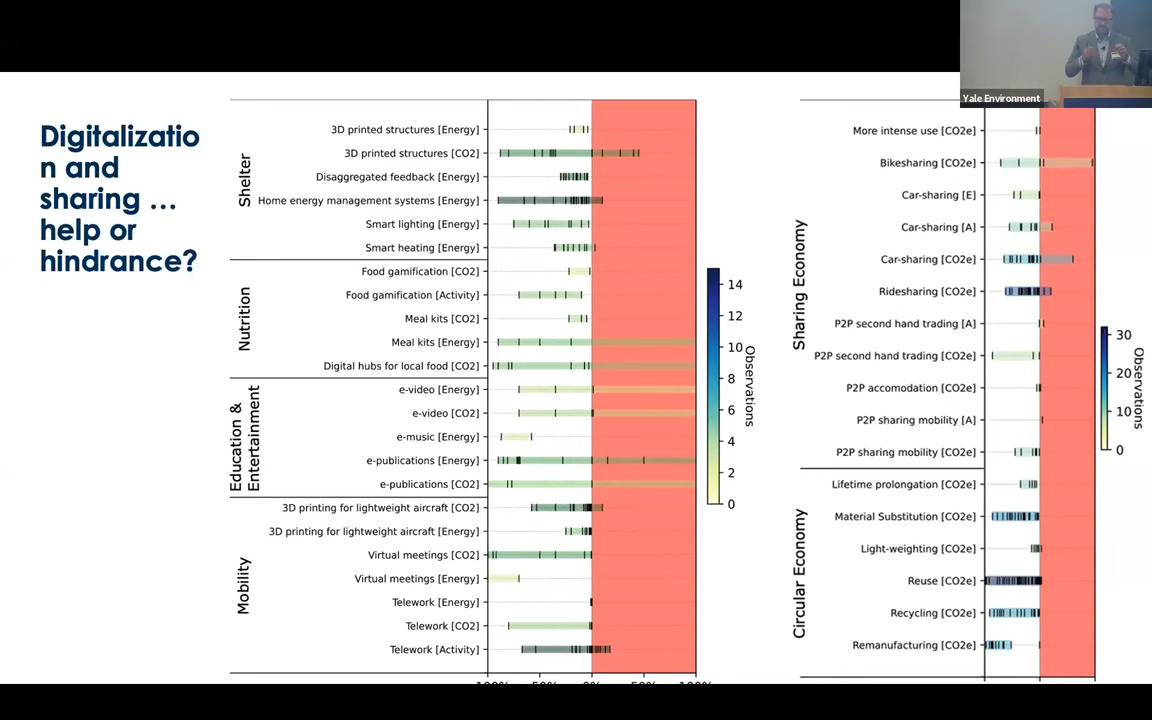 Yale Environment
Digitalizatio
n and
sharing ...
help or
hindrance?
Shelter
3D printed structures [Energy]
3D printed structures [CO2]
Disaggregated feedback [Energy]
Home energy management systems [Energy]
Smart lighting [Energy]
Smart heating [Energy]
Nutrition
Food gamification [CO2]
Food gamification [Activity]
Meal kits [CO2]
Meal kits [Energy]
Digital hubs for local food [CO2]
Education &
Entertainment
e-video [Energy]
e-video [CO2]
e-music [Energy]
e-publications [Energy]
e-publications [CO2]
Mobility
3D printing for lightweight aircraft [CO2]
3D printing for lightweight aircraft [Energy]
Virtual meetings [CO2]
Virtual meetings [Energy]
Telework [Energy]
Telework [CO2]
Telework [Activity]
14
12
10
8
6
4
2
0
Observations
Sharing Economy
More intense use [CO2e]
Bikesharing [CO2e]
Car-sharing [E]
Car-sharing [A]
Car-sharing [CO2e]
Ridesharing [CO2e]
P2P second hand trading [A]
P2P second hand trading [CO2e]
P2P accomodation [CO2e]
P2P sharing mobility [A]
P2P sharing mobility [CO2e]
Circular Economy
Lifetime prolongation [CO2e]
Material Substitution [CO2e]
Light-weighting [CO2e]
Reuse [CO2e]
Recycling [CO2e]
Remanufacturing [CO2e]
30
20
10
0
Observations